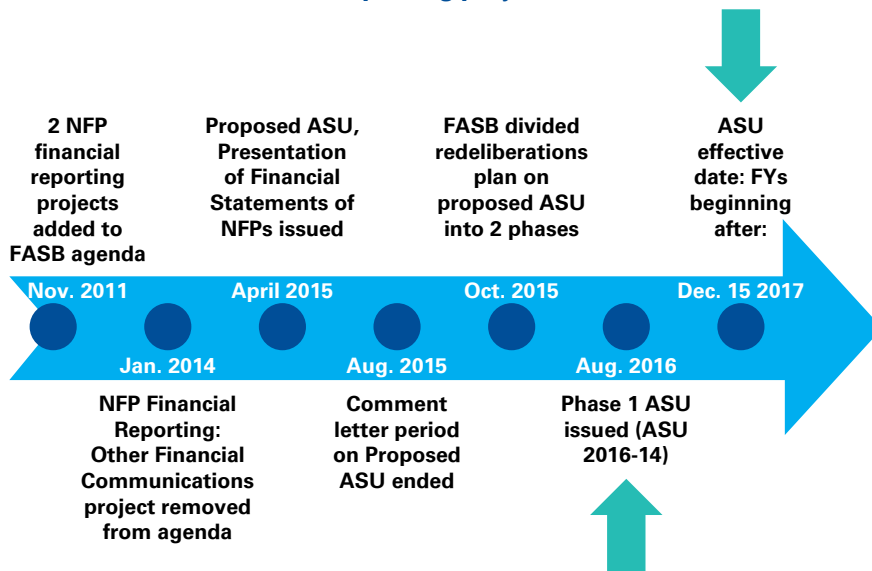 2 NFP
financial
reporting
projects
added to
FASB agenda
Nov. 2011
Jan. 2014
NFP Financial
Reporting:
Other Financial
Communications
project removed
from agenda
Proposed ASU,
Presentation
of Financial
Statements of
NFPs issued
April 2015
Aug. 2015
Comment
letter period
on Proposed
ASU ended
FASB divided
redeliberations
plan on
proposed ASU
into 2 phases
Oct. 2015
Aug. 2016
Phase 1 ASU
issued (ASU
2016-14)
ASU
effective
date: FYs
beginning
after:
Dec. 15 2017